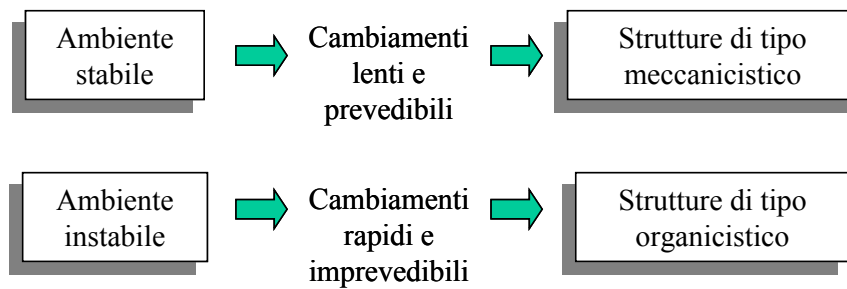 Ambiente
stabile
Cambiamenti
lenti e
prevedibili
Strutture di tipo
meccanicistico
Ambiente
instabile
Cambiamenti
rapidi e
imprevedibili
Strutture di tipo
organicistico